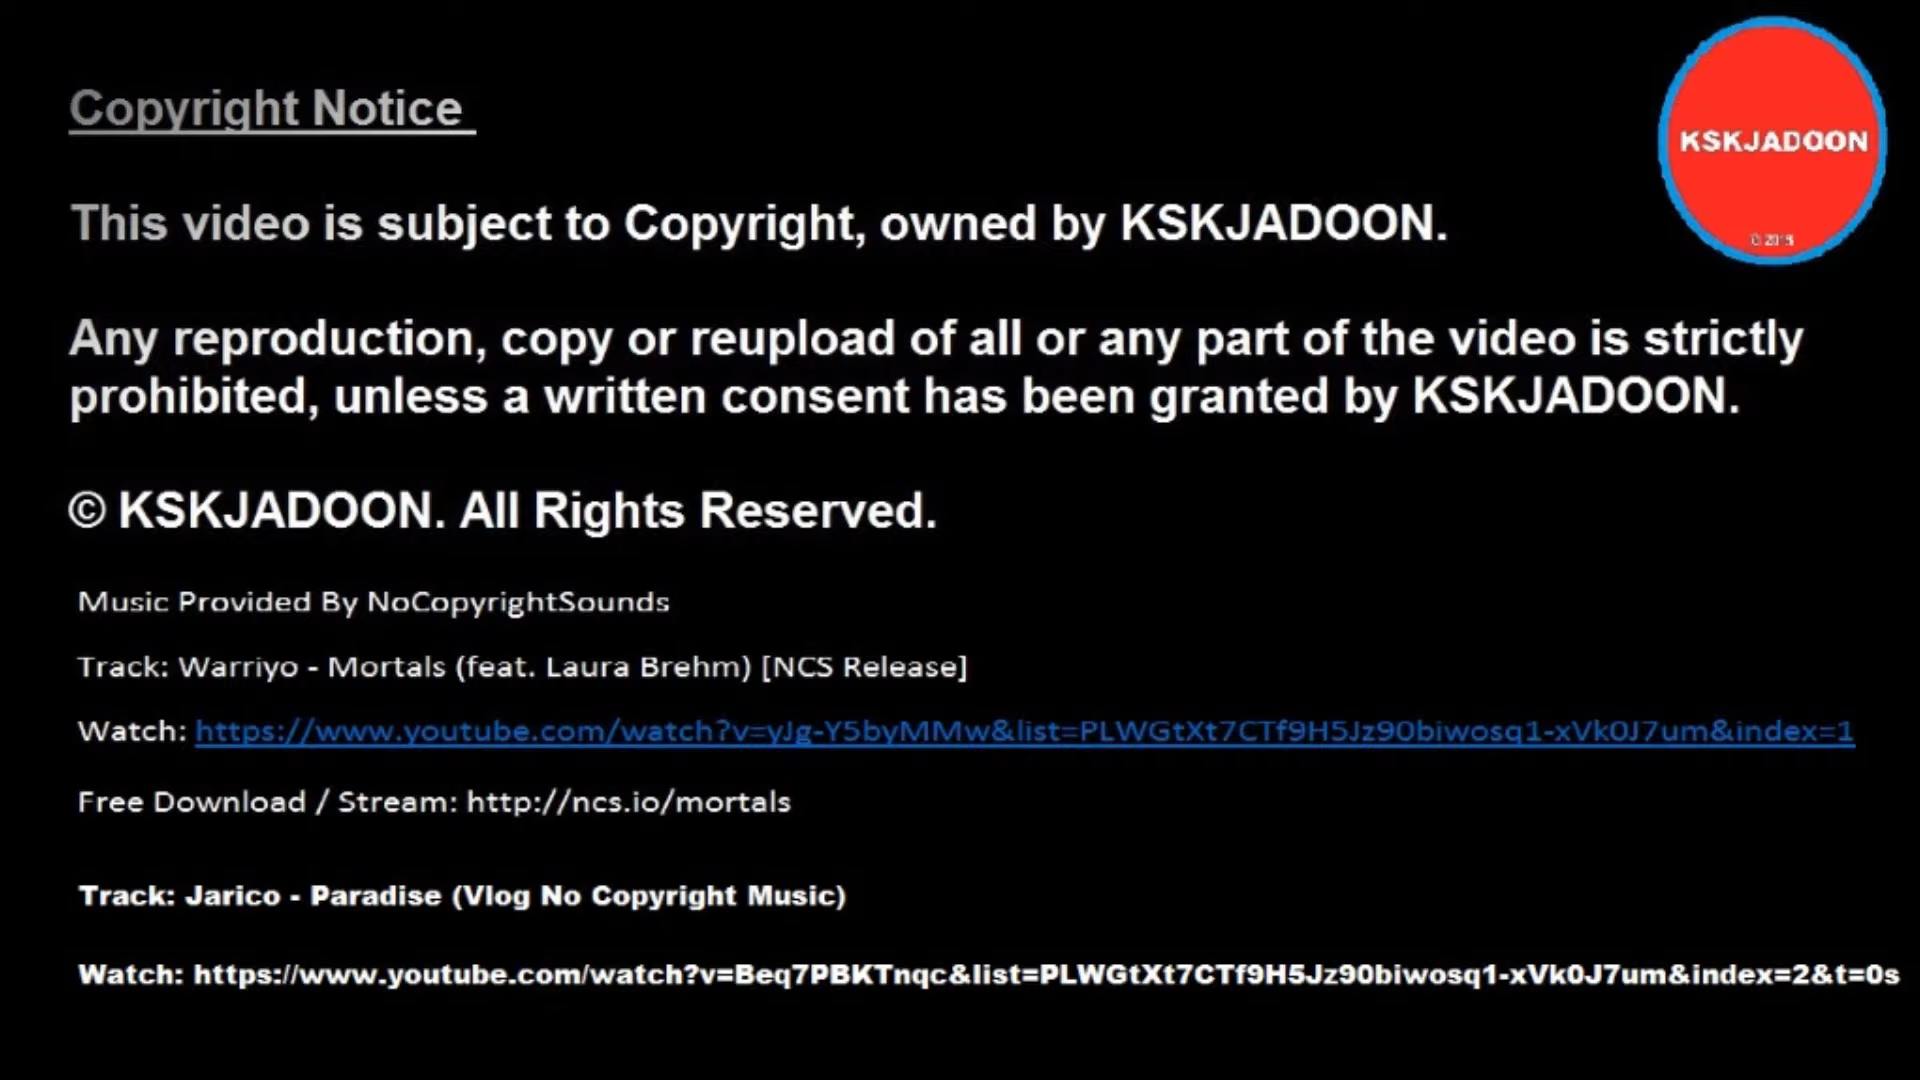 Copyright Notice
KSKJADOON
This video is subject to Copyright, owned by KSKJADOON.
Any reproduction, copy or reupload of all or any part of the video is strictly
prohibited, unless a written consent has been granted by KSKJADOON.
© KSKJADOON. All Rights Reserved.
Music Provided By NoCopyrightSounds
Track: Warriyo - Mortals (feat. Laura Brehm) [NCS Release]
Watch: https://www.youtube.com/watch?v=yJg-Y5byMMw&list=PLWGtXt7CTf9H5Jz90biwosq1-xVk0J7um&index=1
Free Download / Stream: http://ncs.io/mortals
Track: Jarico - Paradise (Vlog No Copyright Music)
Watch: https://www.youtube.com/watch?v=Beq7PBKTnqc&list=PLWGtXt7CTf9H5Jz90biwosq1-xVk0J7um&index=2&t=0s